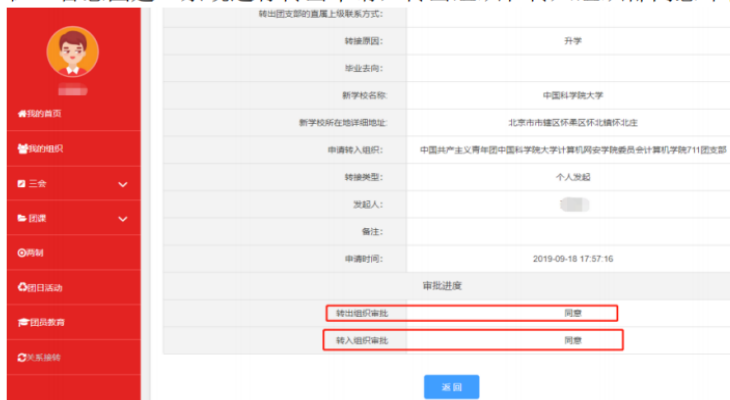 转出团支部的直属上级联系方式:
转接原因: 升学
毕业去向:
新学校名称: 中国科学院大学
新学校所在地详细地址: 北京市市辖区怀柔区怀北镇怀北庄
申请转入组织: 中国共产主义青年团中国科学院大学计算机网安学院委员会计算机学院711团支部
转接类型: 个人发起
发起人:
备注:
申请时间: 2019-09-18 17:57:16
审批进度
转出组织审批 同意
转入组织审批 同意
返回
我的首页
我的组织
三会
团课
两制
团日活动
团员教育
关系接转